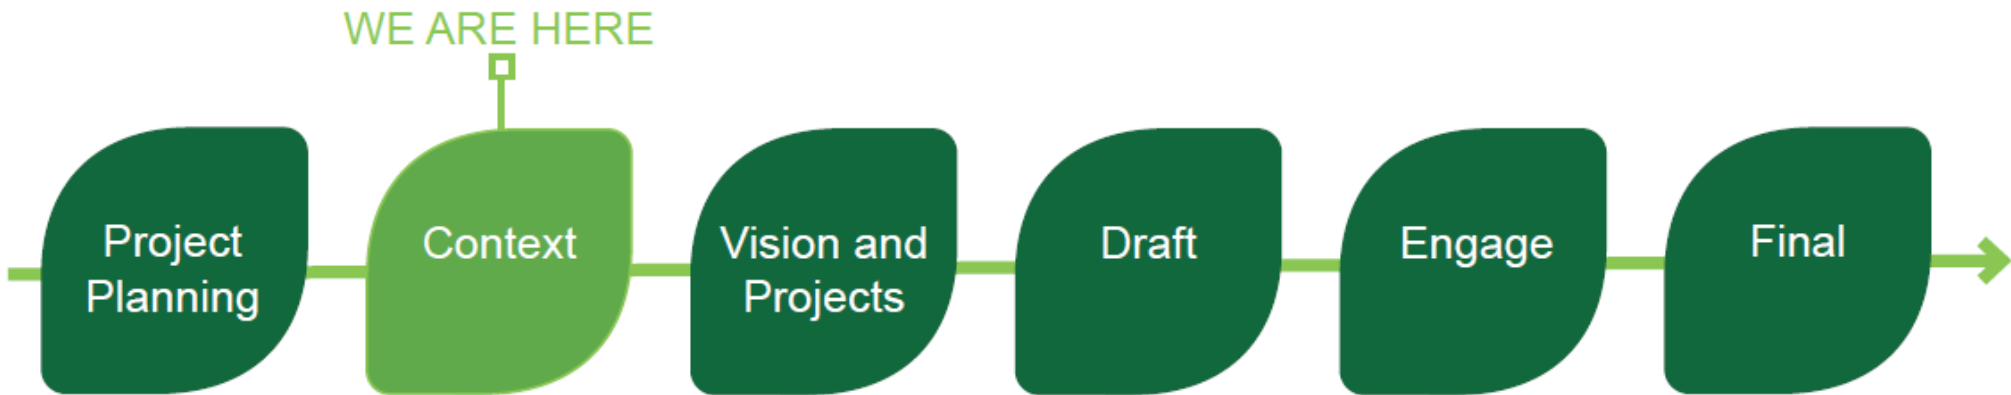 WE ARE HERE
Project
Planning
Context
Vision and
Projects
Draft
Engage
Final